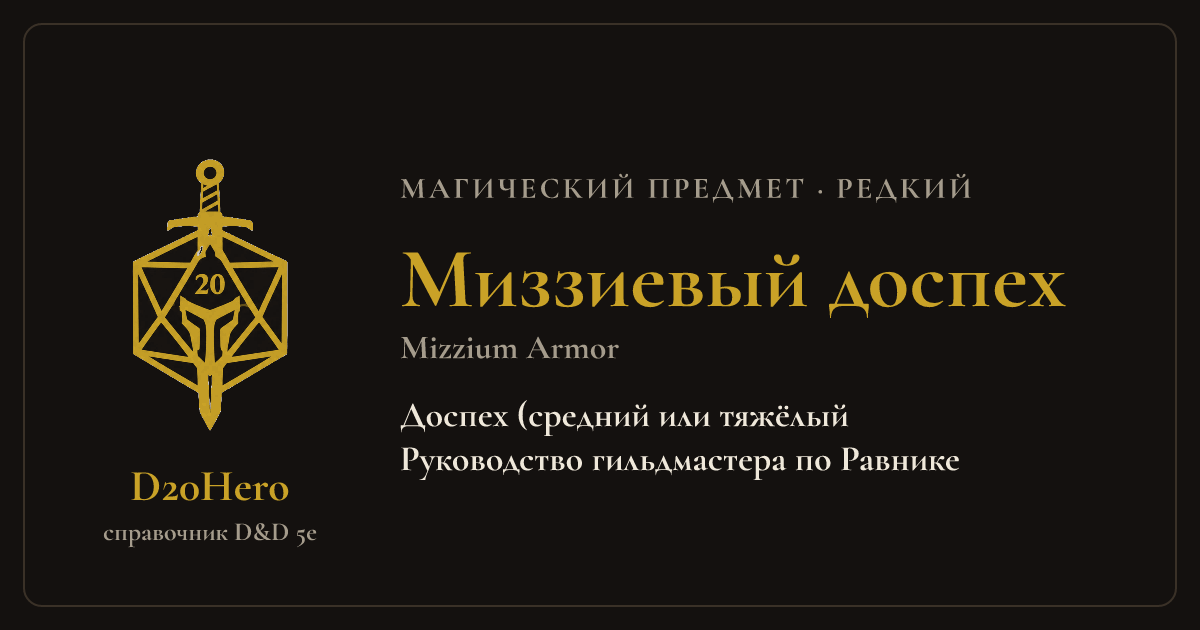 20
D20Hero
справочник D&D 5e
МАГИЧЕСКИЙ ПРЕДМЕТ · РЕДКИЙ
Миззиевый доспех
Mizzium Armor
Доспех (средний или тяжёлый
Руководство гильдмастера по Равнике